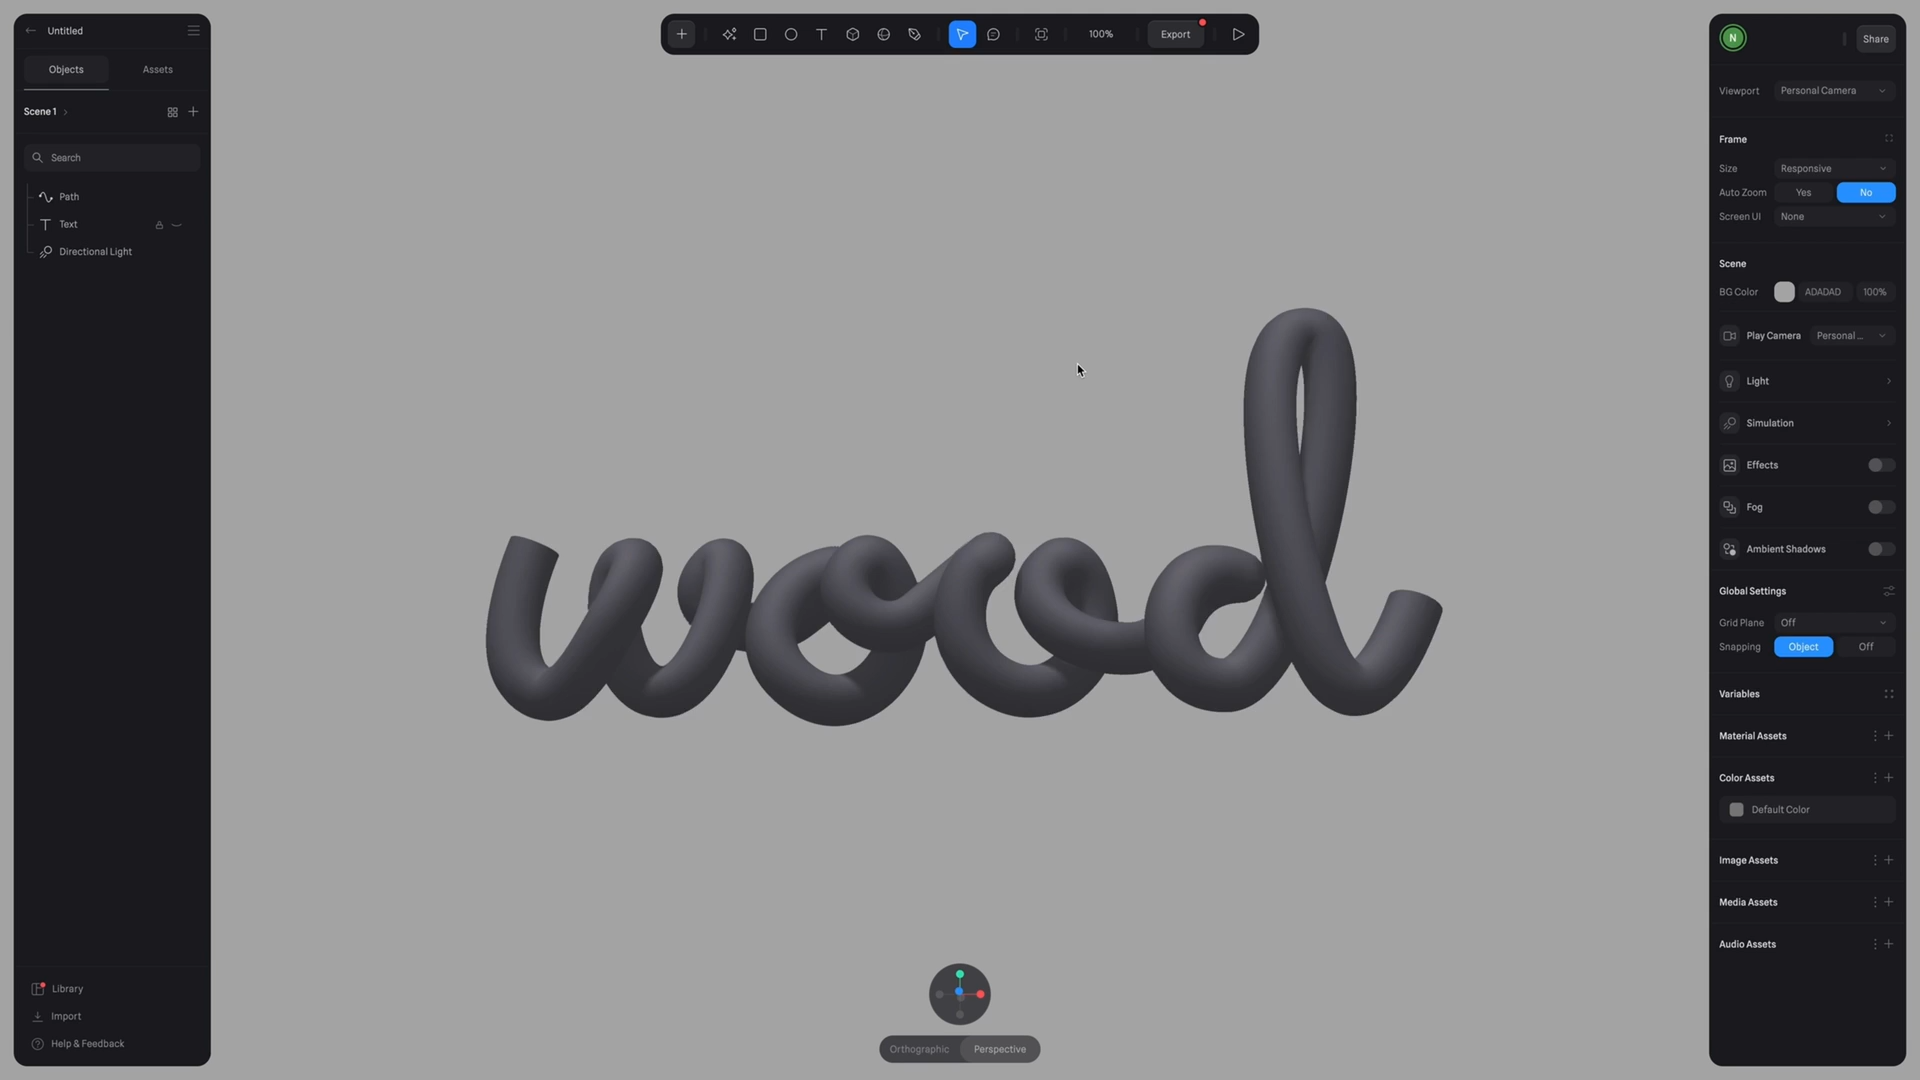 Untitled
Objects Assets
Scene 1
Search
Path
Text
Directional Light
Library
Import
Help & Feedback
100%
Export
wood
Orthographic Perspective
N
Share
Viewport Personal Camera
Frame
Size Responsive
Auto Zoom Yes No
Screen UI None
Scene
BG Color ADADAD 100%
Play Camera Personal ...
Light
Simulation
Effects
Fog
Ambient Shadows
Global Settings
Grid Plane Off
Snapping Object Off
Variables
Material Assets
Color Assets
Default Color
Image Assets
Media Assets
Audio Assets